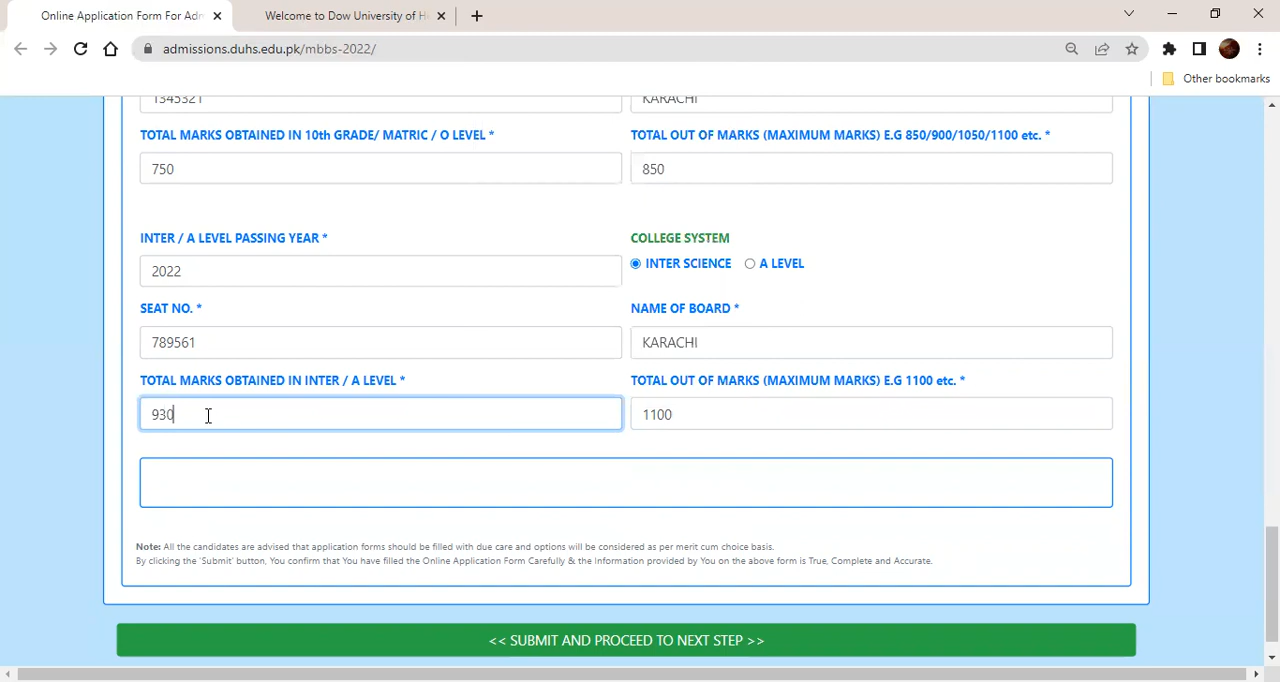 Online Application Form For Adm
Welcome to Dow University of H
admissions.duhs.edu.pk/mbbs-2022/
Other bookmarks
1345321
KARACHI
TOTAL MARKS OBTAINED IN 10th GRADE/ MATRIC / O LEVEL *
TOTAL OUT OF MARKS (MAXIMUM MARKS) E.G 850/900/1050/1100 etc. *
750
850
INTER / A LEVEL PASSING YEAR *
COLLEGE SYSTEM
2022
INTER SCIENCE
A LEVEL
SEAT NO. *
NAME OF BOARD *
789561
KARACHI
TOTAL MARKS OBTAINED IN INTER / A LEVEL *
TOTAL OUT OF MARKS (MAXIMUM MARKS) E.G 1100 etc. *
930
1100
Note: All the candidates are advised that application forms should be filled with due care and options will be considered as per merit cum choice basis.
By clicking the 'Submit' button, You confirm that You have filled the Online Application Form Carefully & the Information provided by You on the above form is True, Complete and Accurate.
<< SUBMIT AND PROCEED TO NEXT STEP >>